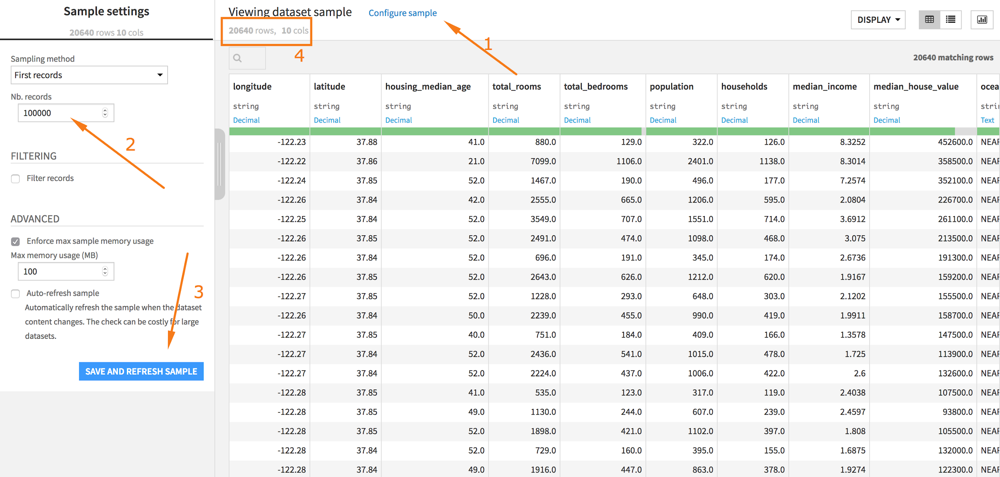 Sample settings
20640 rows 10 cols
Sampling method
First records
Nb. records
100000
2
FILTERING
Filter records
ADVANCED
Enforce max sample memory usage
Max memory usage (MB)
100
3
Auto-refresh sample
Automatically refresh the sample when the dataset
content changes. The check can be costly for large
datasets.
SAVE AND REFRESH SAMPLE
Viewing dataset sample Configure sample
20640 rows, 10 cols
1
4
DISPLAY
20640 matching rows
longitude latitude housing_median_age total_rooms total_bedrooms population households median_income median_house_value ocea
string string string string string string string string string stri
Decimal Decimal Decimal Decimal Decimal Decimal Decimal Decimal Decimal Text
-122.23 37.88 41.0 880.0 129.0 322.0 126.0 8.3252 452600.0 NEAR
-122.22 37.86 21.0 7099.0 1106.0 2401.0 1138.0 8.3014 358500.0 NEAR
-122.24 37.85 52.0 1467.0 190.0 496.0 177.0 7.2574 352100.0 NEAR
-122.26 37.84 42.0 2555.0 665.0 1206.0 595.0 2.0804 226700.0 NEAR
-122.25 37.84 52.0 3549.0 707.0 1551.0 714.0 3.6912 261100.0 NEAR
-122.26 37.85 52.0 2491.0 474.0 1098.0 468.0 3.075 213500.0 NEAR
-122.26 37.84 52.0 696.0 191.0 345.0 174.0 2.6736 191300.0 NEAR
-122.26 37.85 52.0 2643.0 626.0 1212.0 620.0 1.9167 159200.0 NEAR
-122.27 37.85 52.0 1228.0 293.0 648.0 303.0 2.1202 155500.0 NEAR
-122.26 37.84 50.0 2239.0 455.0 990.0 419.0 1.9911 158700.0 NEAR
-122.27 37.85 40.0 751.0 184.0 409.0 166.0 1.3578 147500.0 NEAR
-122.27 37.84 52.0 2436.0 541.0 1015.0 478.0 1.725 113900.0 NEAR
-122.27 37.84 52.0 2224.0 437.0 1006.0 422.0 2.6 132600.0 NEAR
-122.28 37.85 41.0 535.0 123.0 317.0 119.0 2.4038 107500.0 NEAR
-122.28 37.85 49.0 1130.0 244.0 607.0 239.0 2.4597 93800.0 NEAR
-122.28 37.85 52.0 1898.0 421.0 1102.0 397.0 1.808 105500.0 NEAR
-122.28 37.84 52.0 729.0 160.0 395.0 155.0 1.6875 132000.0 NEAR
-122.28 37.84 49.0 1916.0 447.0 863.0 378.0 1.9274 122300.0 NEAR